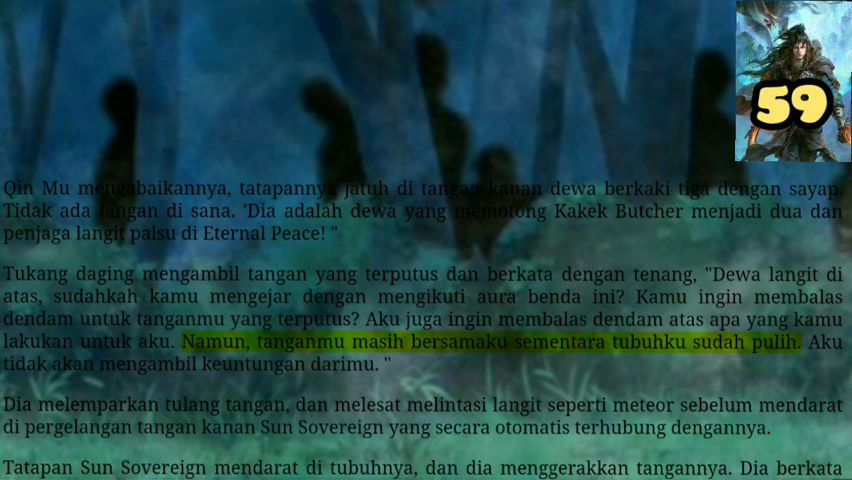 59
Qin Mu mengabaikannya, tatapannya jatuh di tangan kanan dewa berkaki tiga dengan sayap.
Tidak ada tangan di sana. 'Dia adalah dewa yang memotong Kakek Butcher menjadi dua dan
penjaga langit palsu di Eternal Peace! "
Tukang daging mengambil tangan yang terputus dan berkata dengan tenang, "Dewa langit di
atas, sudahkah kamu mengejar dengan mengikuti aura benda ini? Kamu ingin membalas
dendam untuk tanganmu yang terputus? Aku juga ingin membalas dendam atas apa yang kamu
lakukan untuk aku. Namun, tanganmu masih bersamaku sementara tubuhku sudah pulih. Aku
tidak akan mengambil keuntungan darimu. "
Dia melemparkan tulang tangan, dan melesat melintasi langit seperti meteor sebelum mendarat
di pergelangan tangan kanan Sun Sovereign yang secara otomatis terhubung dengannya.
Tatapan Sun Sovereign mendarat di tubuhnya, dan dia menggerakkan tangannya. Dia berkata